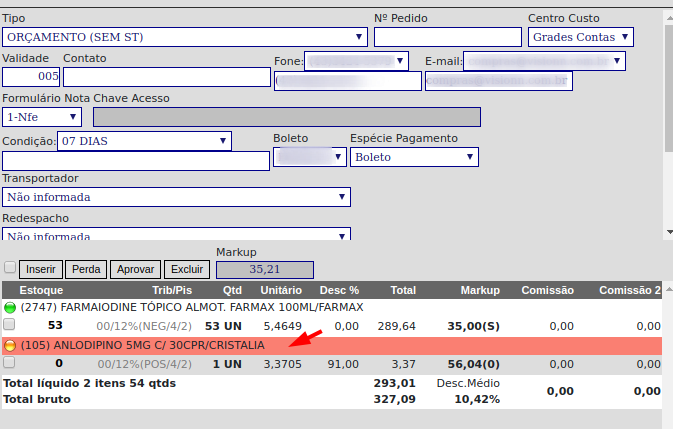 Tipo Nº Pedido Centro Custo
ORÇAMENTO (SEM ST) Grades Contas
Validade Contato Fone: E-mail:
005
Formulário Nota Chave Acesso
1-Nfe
Condição: 07 DIAS Boleto Espécie Pagamento
Boleto
Transportador
Não informada
Redespacho
Não informada
Markup
Inserir Perda Aprovar Excluir 35,21
Estoque Trib/Pis Qtd Unitário Desc % Total Markup Comissão Comissão 2
(2747) FARMAIODINE TÓPICO ALMOT. FARMAX 100ML/FARMAX
53 00/12%(NEG/4/2) 53 UN 5,4649 0,00 289,64 35,00(S) 0,00 0,00
(105) ANLODIPINO 5MG C/ 30CPR/CRISTALIA
0 00/12%(POS/4/2) 1 UN 3,3705 91,00 3,37 56,04(0) 0,00 0,00
Total líquido 2 itens 54 qtds 293,01 Desc.Médio 0,00 0,00
Total bruto 327,09 10,42%